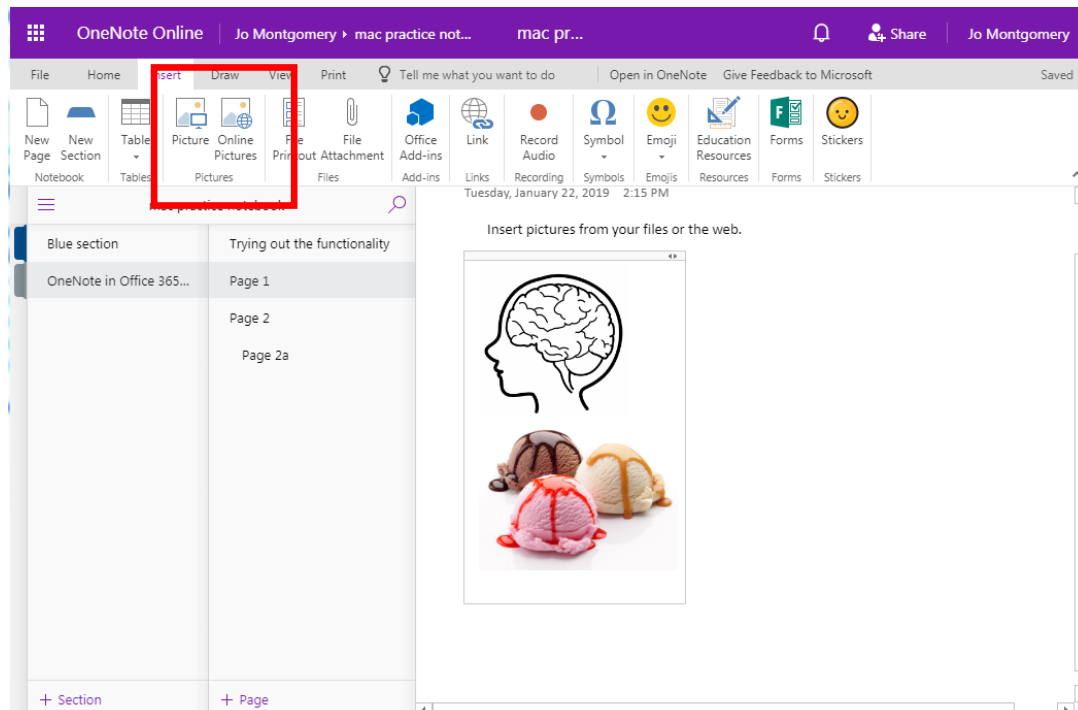 OneNote Online
Jo Montgomery › mac practice not...
mac pr...
Share
Jo Montgomery
File
Home
Insert
Draw
View
Print
Tell me what you want to do
Open in OneNote
Give Feedback to Microsoft
Saved
New Page
New Section
Table
Picture
Online Pictures
File Printout
File Attachment
Office Add-ins
Link
Record Audio
Symbol
Emoji
Education Resources
Forms
Stickers
Notebook
Tables
Pictures
Files
Add-ins
Links
Recording
Symbols
Emojis
Resources
Forms
Stickers
mac practice notebook
Blue section
OneNote in Office 365...
Trying out the functionality
Page 1
Page 2
Page 2a
+ Section
+ Page
Tuesday, January 22, 2019 2:15 PM
Insert pictures from your files or the web.